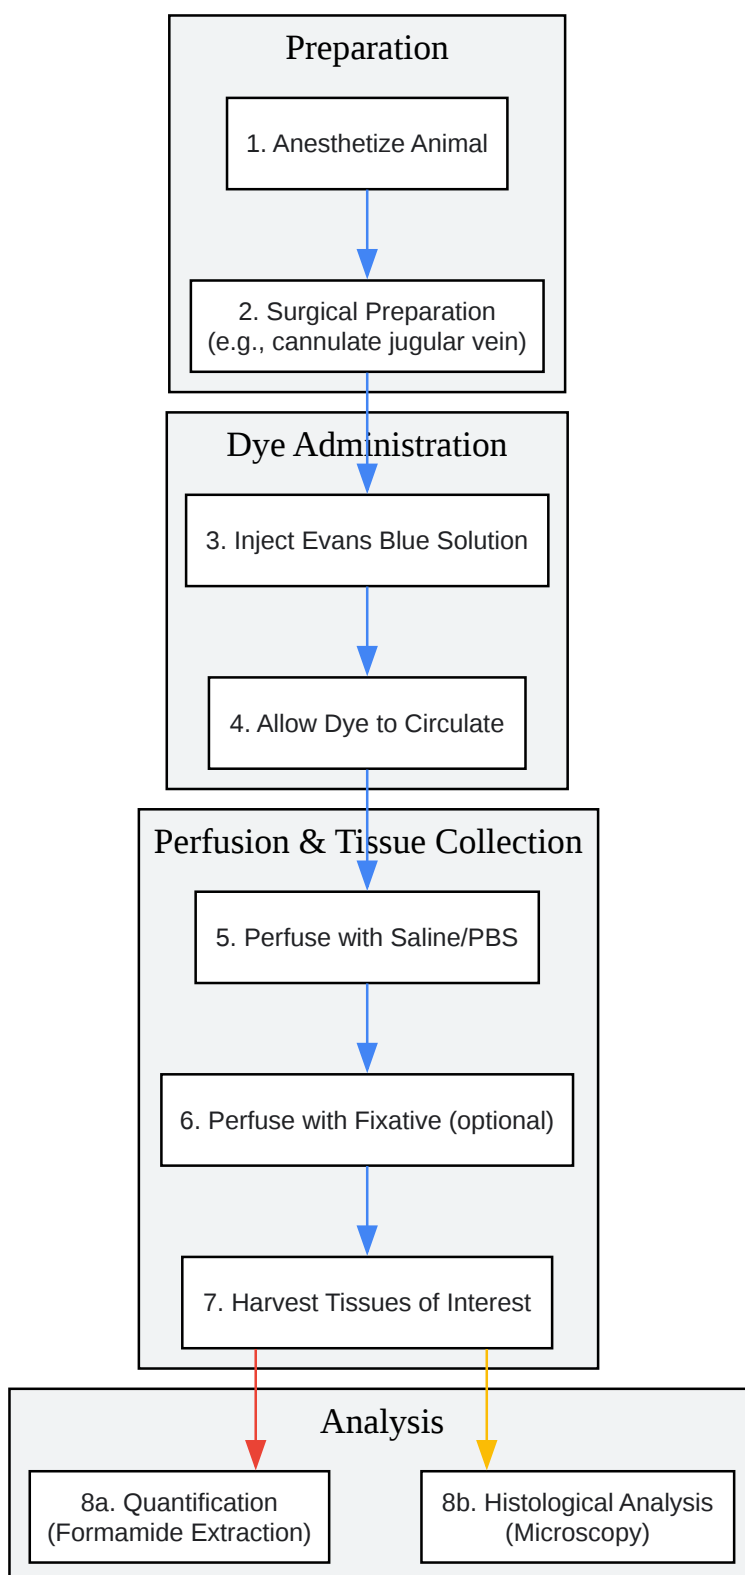 Preparation
1. Anesthetize Animal
2. Surgical Preparation
(e.g., cannulate jugular vein)
Dye Administration
3. Inject Evans Blue Solution
4. Allow Dye to Circulate
Perfusion & Tissue Collection
5. Perfuse with Saline/PBS
6. Perfuse with Fixative (optional)
7. Harvest Tissues of Interest
Analysis
8a. Quantification
(Formamide Extraction)
8b. Histological Analysis
(Microscopy)